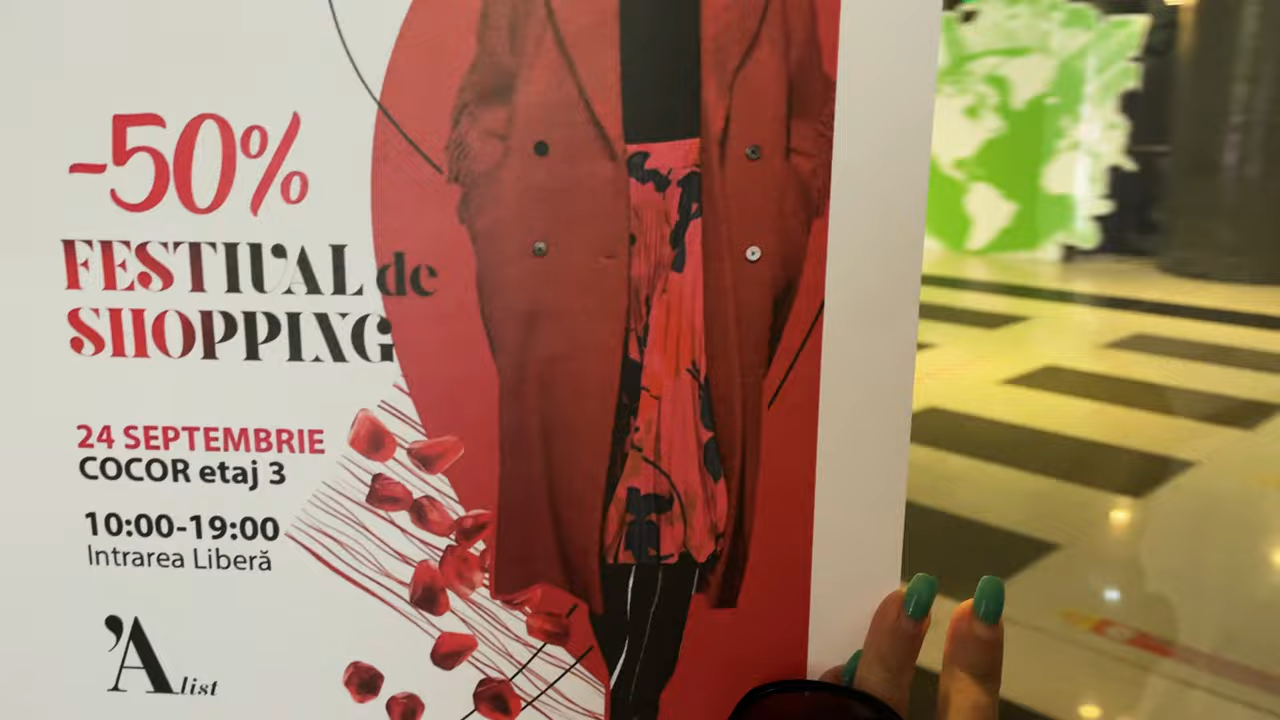 -50%
FESTIVAL de
SHOPPING
24 SEPTEMBRIE
COCOR etaj 3
10:00-19:00
Intrarea Liberă
'A list